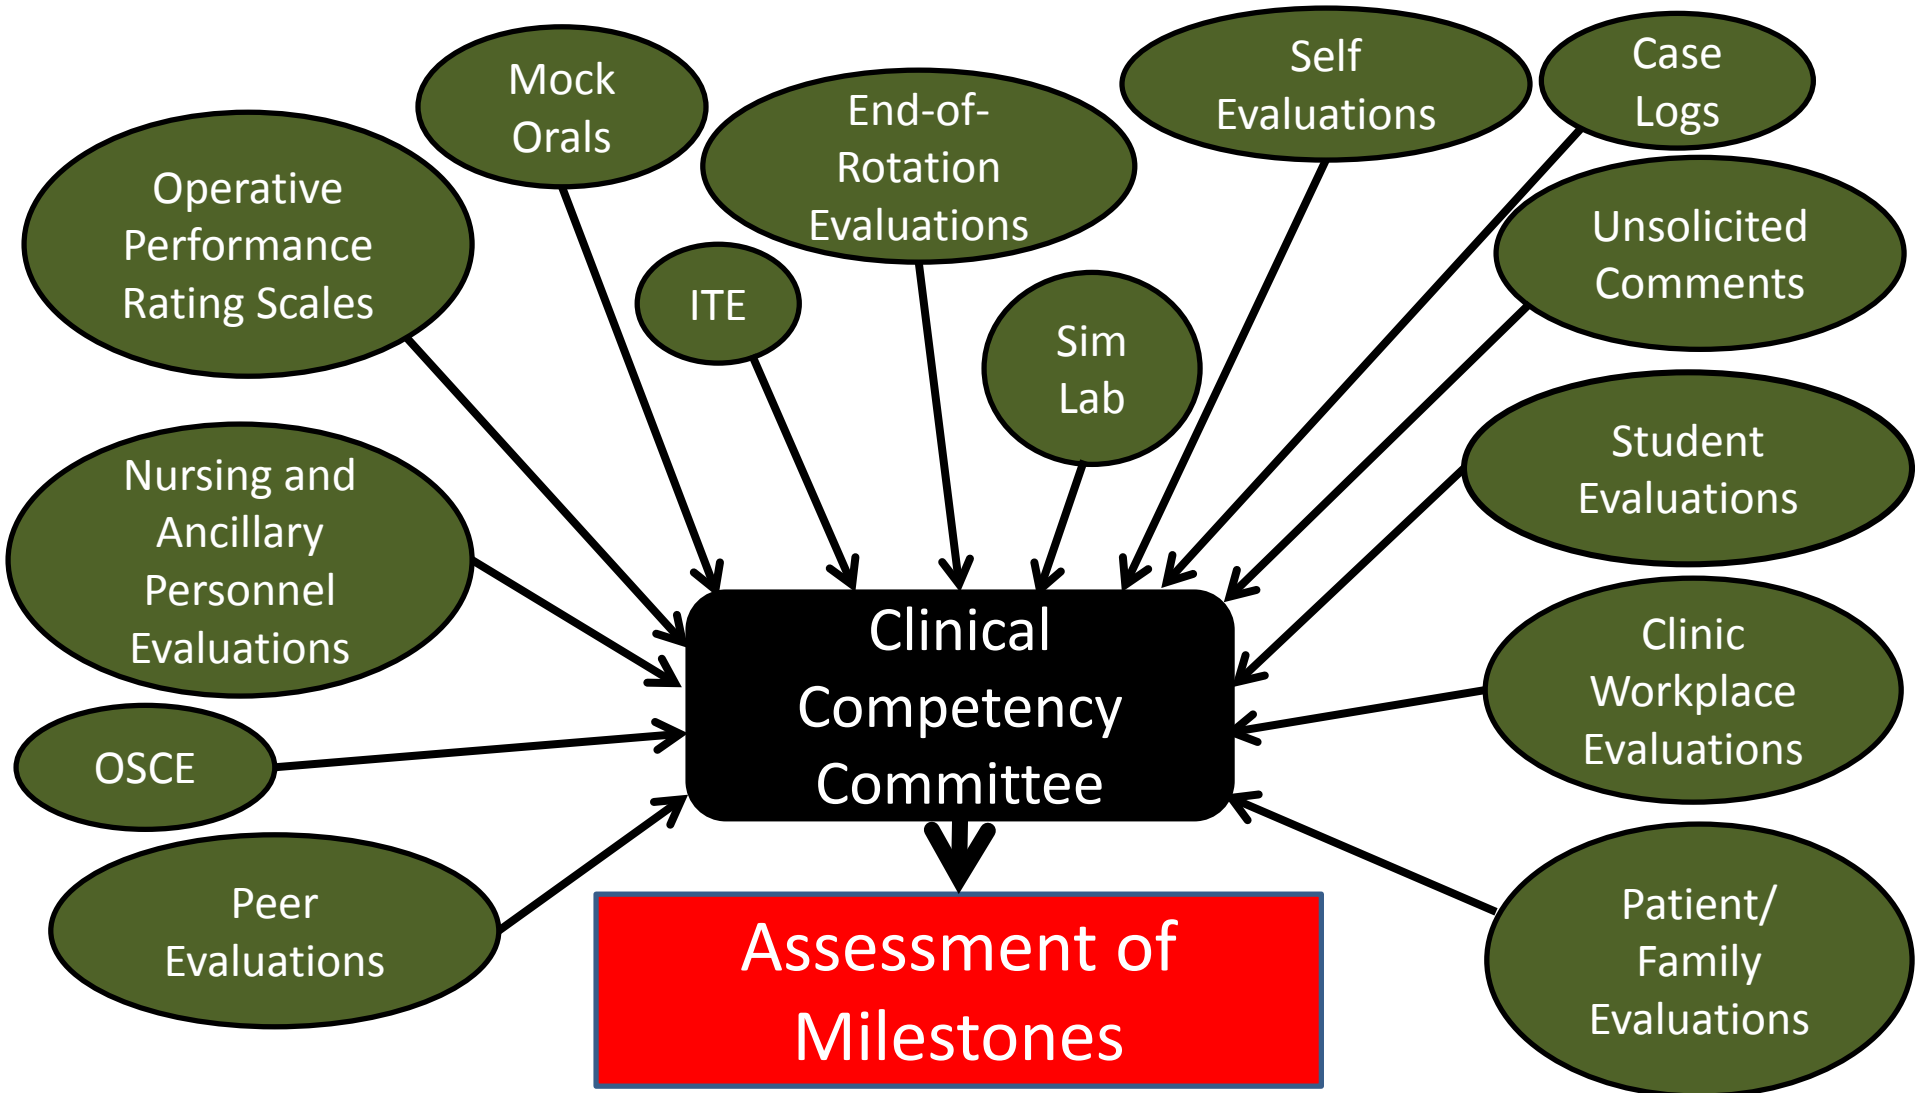 Mock
Orals
Self
Evaluations
Case
Logs
End-of-
Rotation
Evaluations
Operative
Performance
Rating Scales
Unsolicited
Comments
ITE
Sim
Lab
Student
Evaluations
Nursing and
Ancillary
Personnel
Evaluations
Clinical
Competency
Committee
Clinic
Workplace
Evaluations
OSCE
Peer
Evaluations
Patient/
Family
Evaluations
Assessment of
Milestones